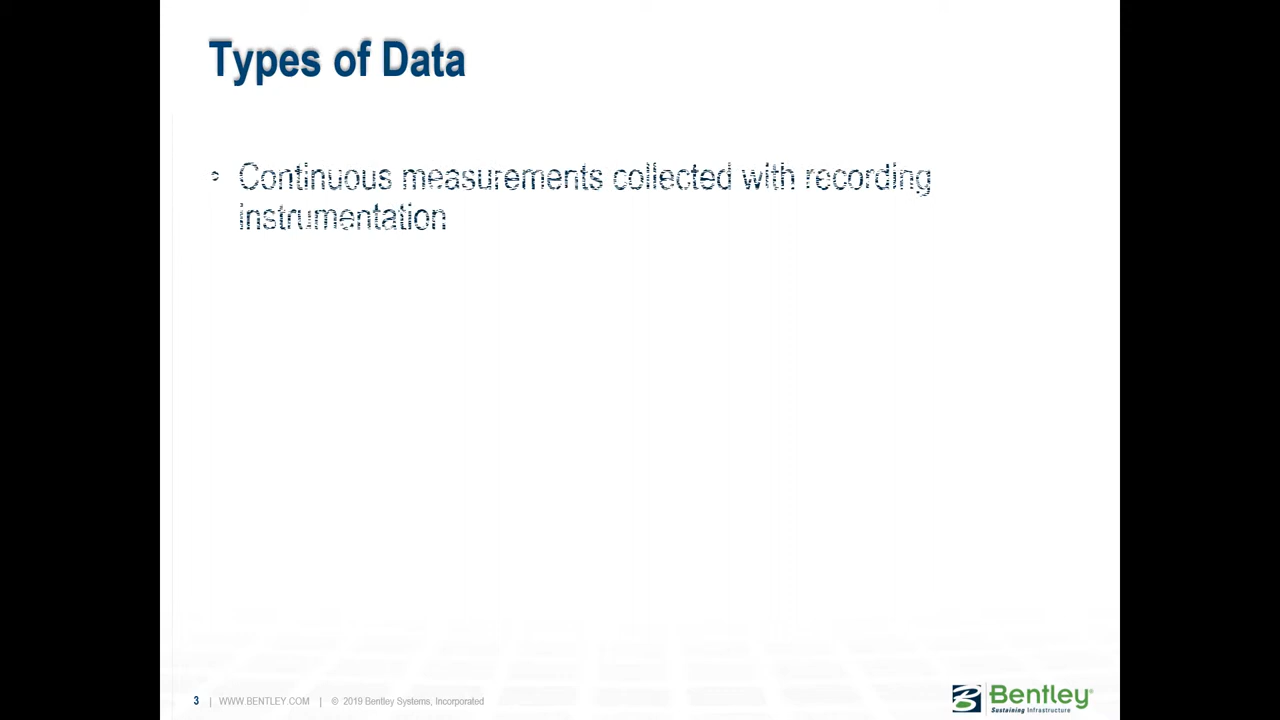 Types of Data
• Continuous measurements collected with recording
instrumentation
3 | WWW.BENTLEY.COM | © 2019 Bentley Systems, Incorporated
Bentley®
Sustaining Infrastructure